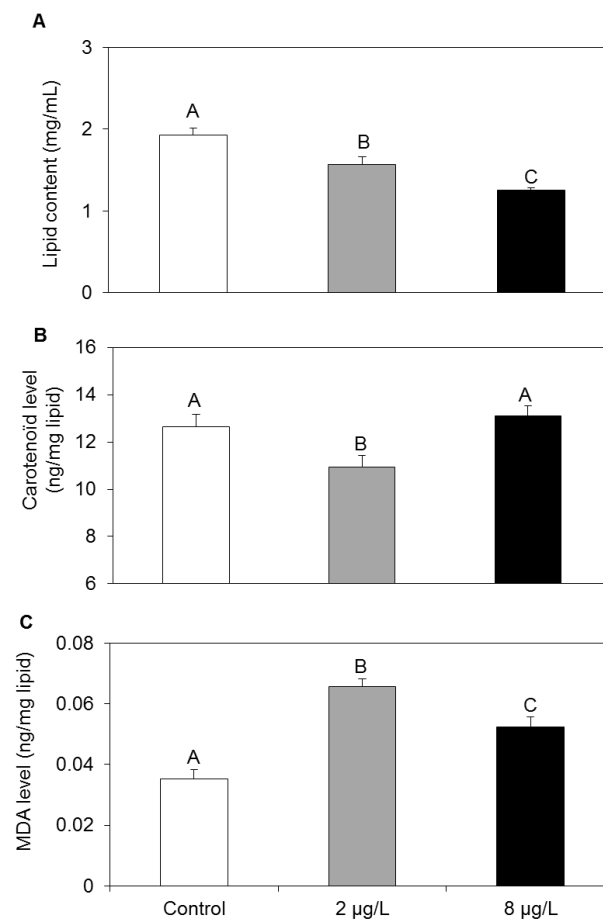 A
3
2
1
0
Lipid content (mg/mL)
A
B
C
B
16
14
12
10
8
6
Carotenoïd level
(ng/mg lipid)
A
B
A
C
0.08
0.06
0.04
0.02
0
MDA level (ng/mg lipid)
A
B
C
Control
2 µg/L
8 µg/L